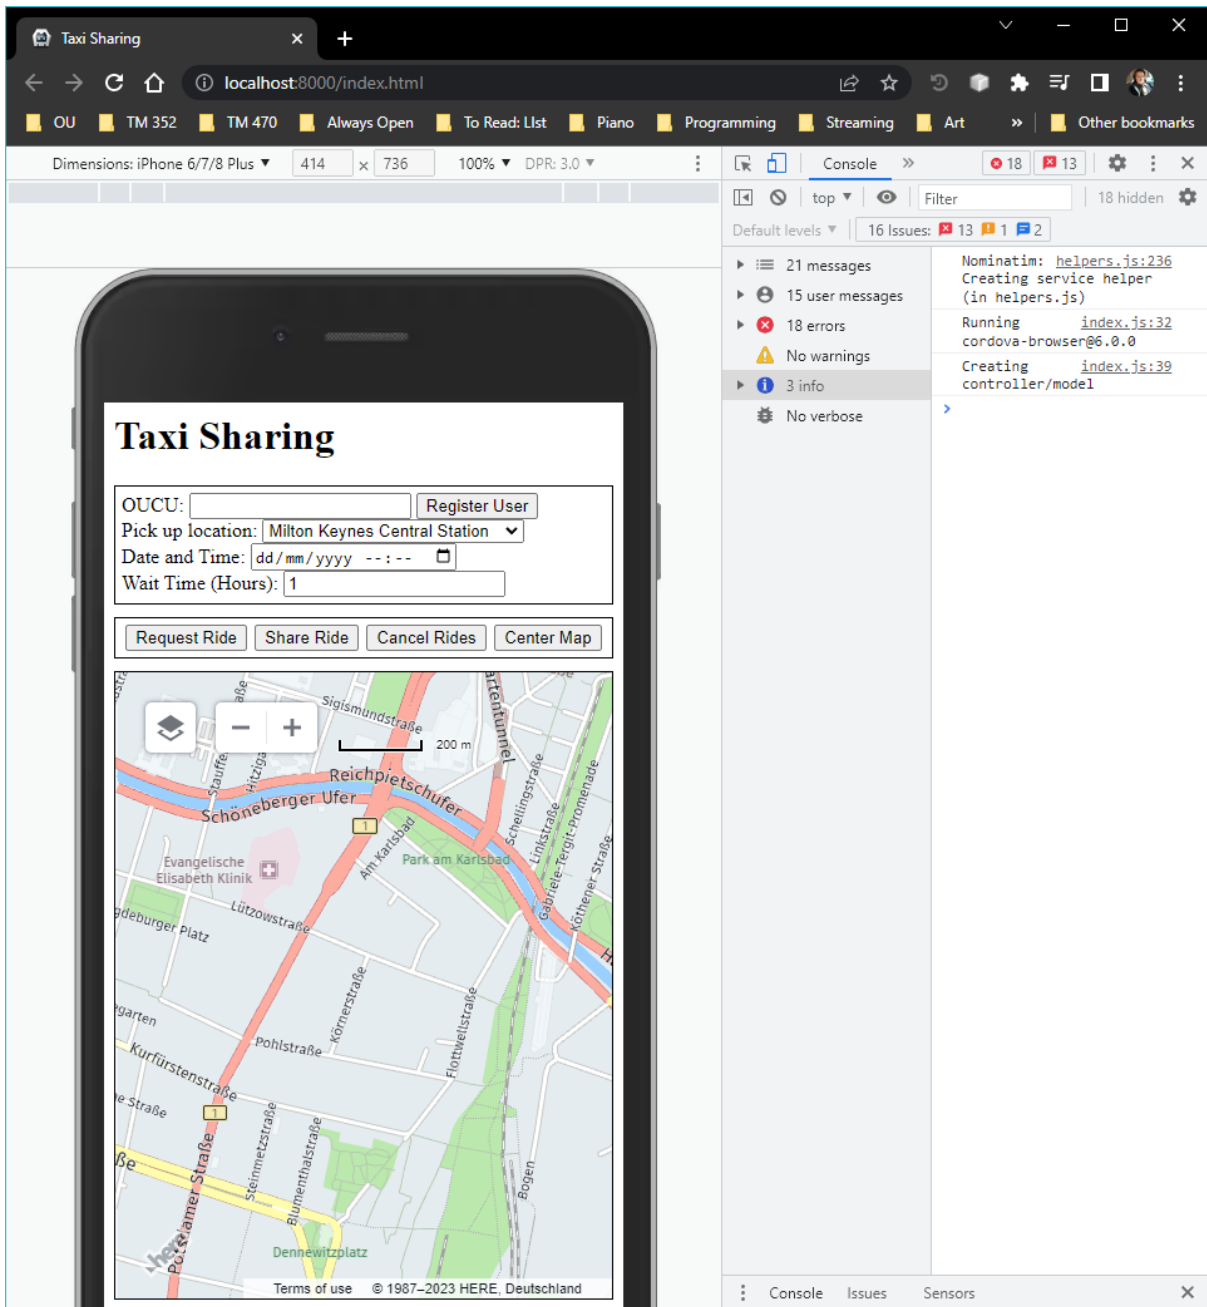 Taxi Sharing
localhost:8000/index.html
OU TM 352 TM 470 Always Open To Read: LIst Piano Programming Streaming Art » Other bookmarks
Dimensions: iPhone 6/7/8 Plus 414 × 736 100% DPR: 3.0
Console » 18 13
top Filter 18 hidden
Default levels 16 Issues: 13 1 2
21 messages
15 user messages
18 errors
No warnings
3 info
No verbose
Nominatim: helpers.js:236
Creating service helper
(in helpers.js)
Running index.js:32
cordova-browser@6.0.0
Creating index.js:39
controller/model
Taxi Sharing
OUCU: Register User
Pick up location: Milton Keynes Central Station
Date and Time: dd/mm/yyyy --:--
Wait Time (Hours): 1
Request Ride Share Ride Cancel Rides Center Map
Sigismundstraße
200 m
Reichpietschufer
Schöneberger Ufer
Schellingstraße
Linkstraße
Gabriele-Tergit-Promenade
Köthener Straße
1
Am Karlsbad
Park am Karlsbad
Evangelische
Elisabeth Klinik
Lützowstraße
gdeburger Platz
Körnerstraße
Flottwellstraße
egarten
Pohlstraße
Kurfürstenstraße
he Straße
1
Potsdamer Straße
Steinmetzstraße
Blumenthalstraße
Bogen
Dennewitzplatz
here
Terms of use © 1987–2023 HERE, Deutschland
Console Issues Sensors